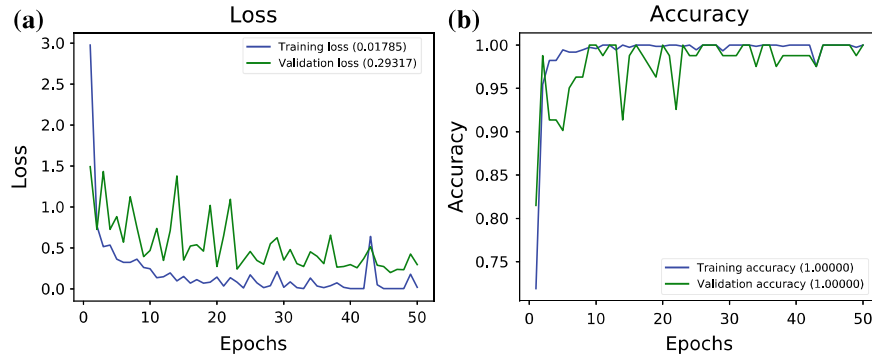 (a)
Loss
Training loss (0.01785)
Validation loss (0.29317)
3.0
2.5
2.0
1.5
1.0
0.5
0.0
Loss
0 10 20 30 40 50
Epochs
(b)
Accuracy
1.00
0.95
0.90
0.85
0.80
0.75
Accuracy
Training accuracy (1.00000)
Validation accuracy (1.00000)
0 10 20 30 40 50
Epochs